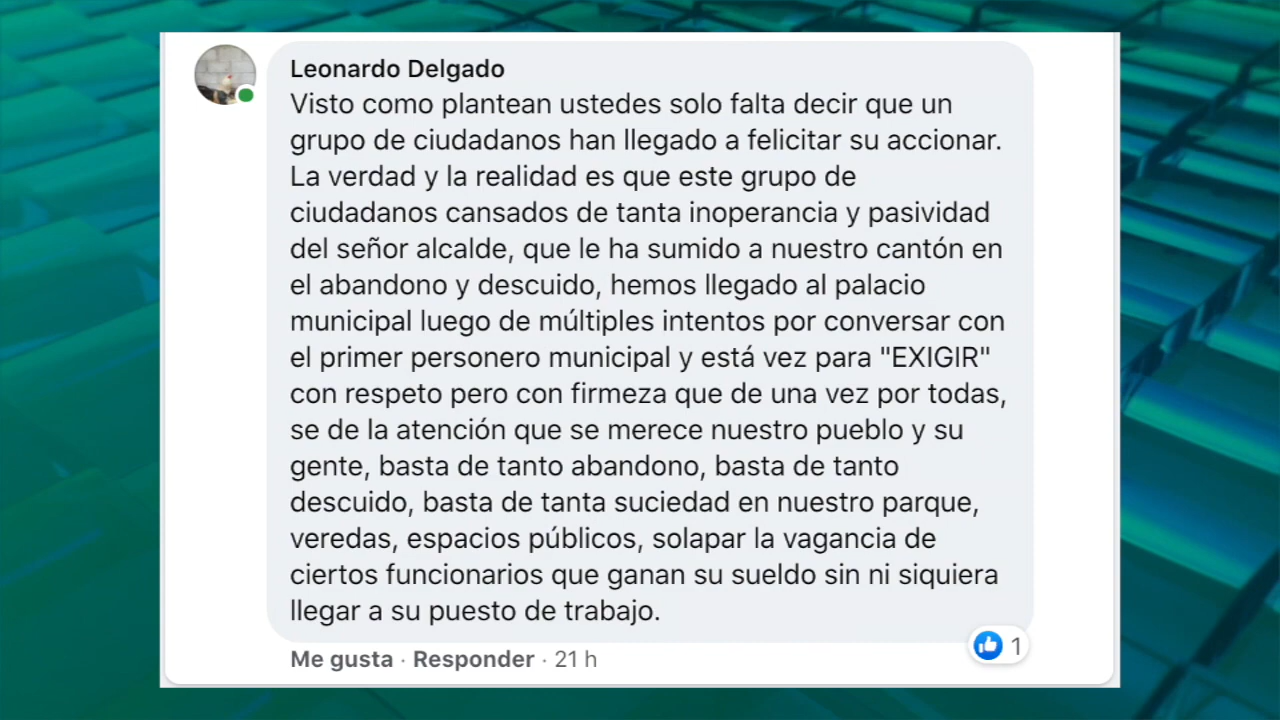 Leonardo Delgado
Visto como plantean ustedes solo falta decir que un
grupo de ciudadanos han llegado a felicitar su accionar.
La verdad y la realidad es que este grupo de
ciudadanos cansados de tanta inoperancia y pasividad
del señor alcalde, que le ha sumido a nuestro cantón en
el abandono y descuido, hemos llegado al palacio
municipal luego de múltiples intentos por conversar con
el primer personero municipal y está vez para "EXIGIR"
con respeto pero con firmeza que de una vez por todas,
se de la atención que se merece nuestro pueblo y su
gente, basta de tanto abandono, basta de tanto
descuido, basta de tanta suciedad en nuestro parque,
veredas, espacios públicos, solapar la vagancia de
ciertos funcionarios que ganan su sueldo sin ni siquiera
llegar a su puesto de trabajo.
Me gusta · Responder · 21 h
1